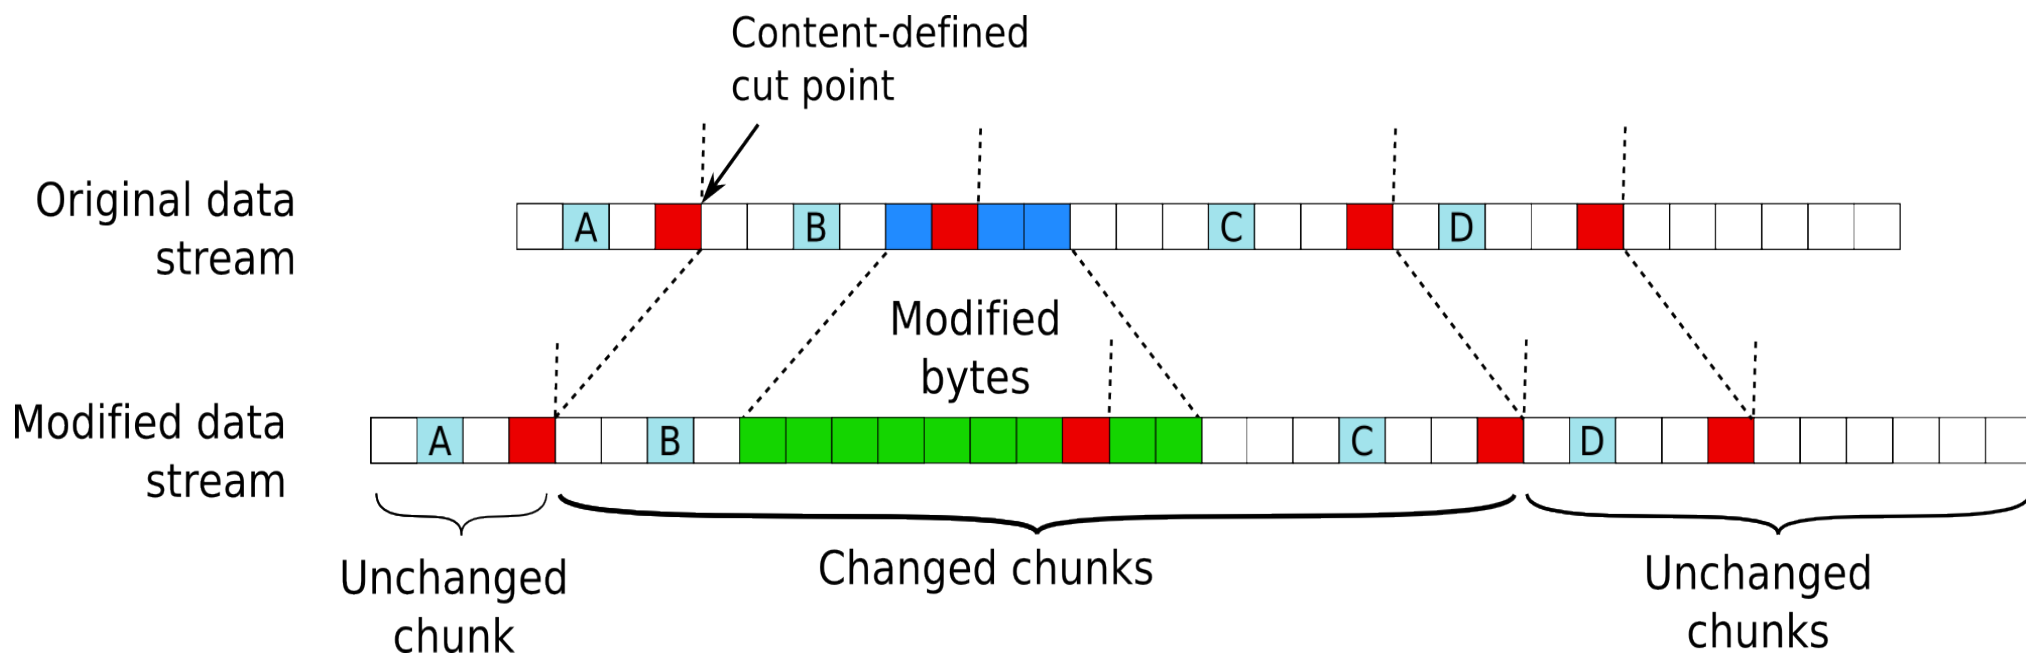 Content-defined
cut point
Original data
stream
A B C D
Modified
bytes
Modified data
stream
A B C D
Unchanged
chunk
Changed chunks
Unchanged
chunks